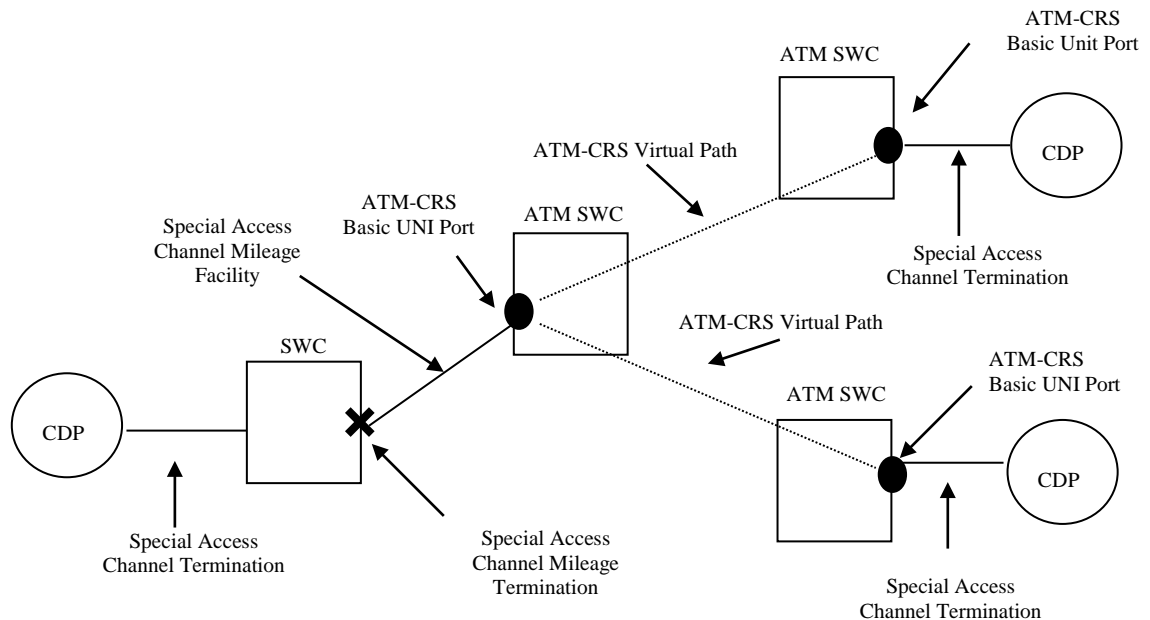 ATM-CRS
Basic Unit Port
ATM SWC
CDP
ATM-CRS Virtual Path
ATM-CRS
Basic UNI Port
ATM SWC
Special Access
Channel Mileage
Facility
Special Access
Channel Termination
ATM-CRS Virtual Path
SWC
ATM-CRS
Basic UNI Port
ATM SWC
CDP
CDP
Special Access
Channel Termination
Special Access
Channel Mileage
Termination
Special Access
Channel Termination